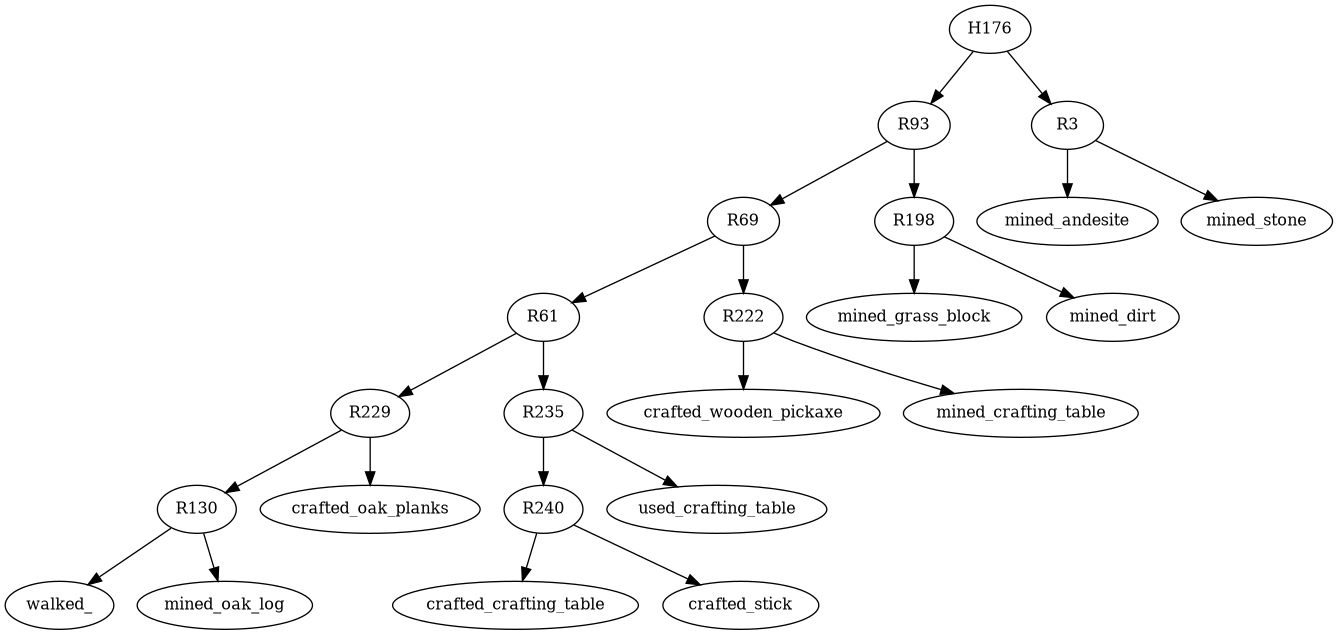 H176
R93
R3
R69
R198
mined_andesite
mined_stone
R61
R222
mined_grass_block
mined_dirt
R229
R235
crafted_wooden_pickaxe
mined_crafting_table
R130
crafted_oak_planks
R240
used_crafting_table
walked_
mined_oak_log
crafted_crafting_table
crafted_stick